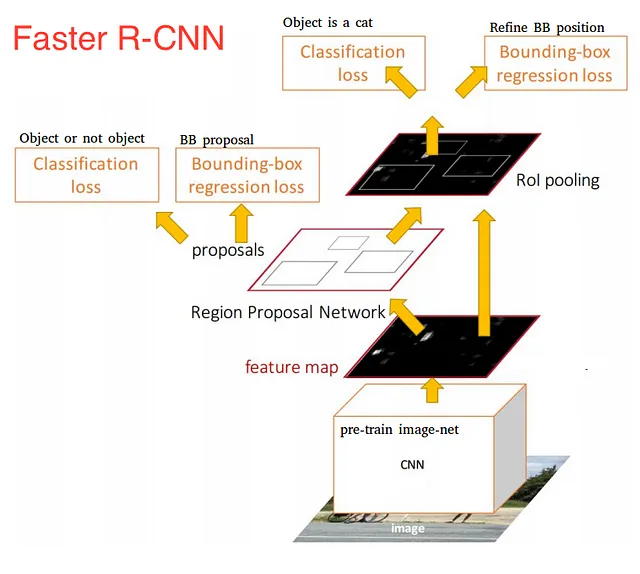 Faster R-CNN
Object is a cat
Classification
loss
Refine BB position
Bounding-box
regression loss
Object or not object
Classification
loss
BB proposal
Bounding-box
regression loss
RoI pooling
proposals
Region Proposal Network
feature map
pre-train image-net
CNN
image